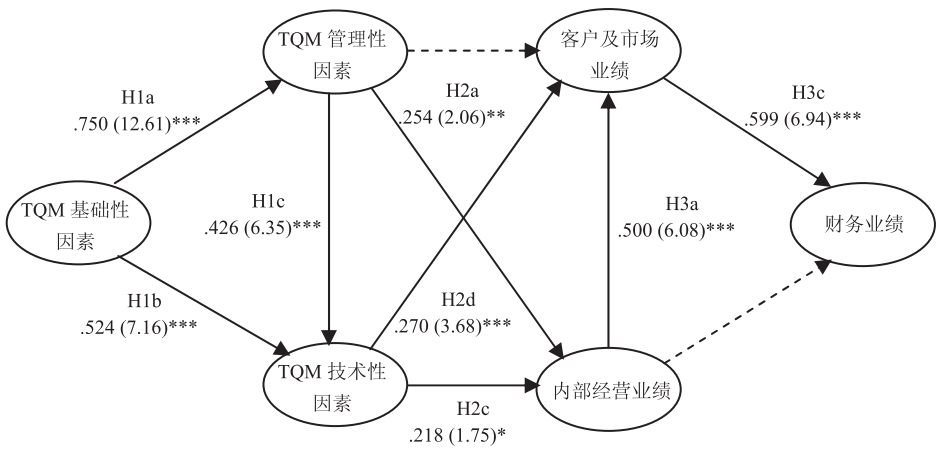 TQM 管理性
因素
客户及市场
业绩
H1a
.750 (12.61)***
H2a
.254 (2.06)**
H3c
.599 (6.94)***
TQM 基础性
因素
H1c
.426 (6.35)***
H3a
.500 (6.08)***
财务业绩
H1b
.524 (7.16)***
H2d
.270 (3.68)***
TQM 技术性
因素
内部经营业绩
H2c
.218 (1.75)*